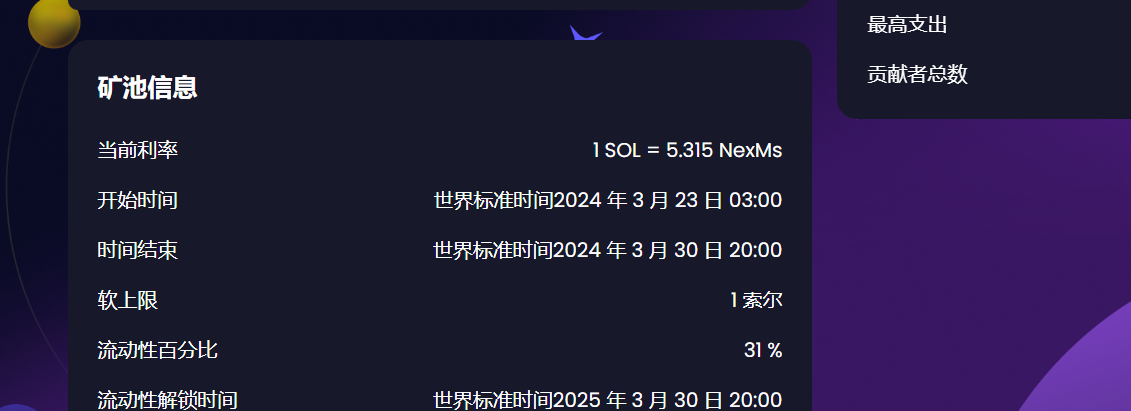 最高支出
贡献者总数
矿池信息
当前利率 1 SOL = 5.315 NexMs
开始时间 世界标准时间2024 年 3 月 23 日 03:00
时间结束 世界标准时间2024 年 3 月 30 日 20:00
软上限 1 索尔
流动性百分比 31 %
流动性解锁时间 世界标准时间2025 年 3 月 30 日 20:00